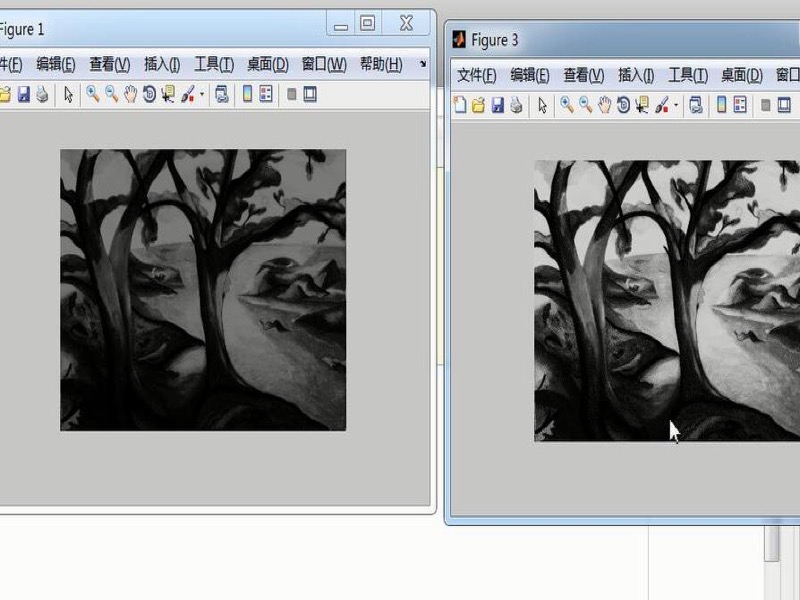 Figure 1
件(F) 编辑(E) 查看(V) 插入(I) 工具(T) 桌面(D) 窗口(W) 帮助(H)
Figure 3
文件(F) 编辑(E) 查看(V) 插入(I) 工具(T) 桌面(D) 窗口